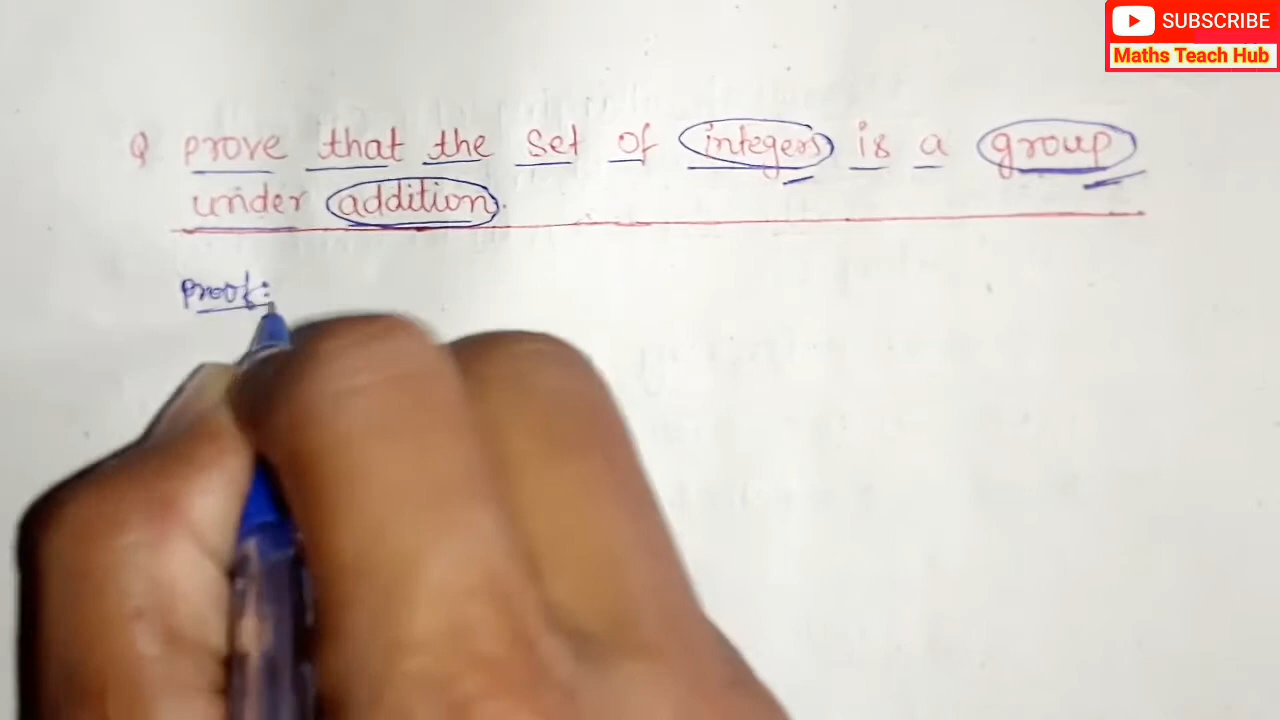 SUBSCRIBE
Maths Teach Hub
Q prove that the set of integers is a group
under addition.
Proof: